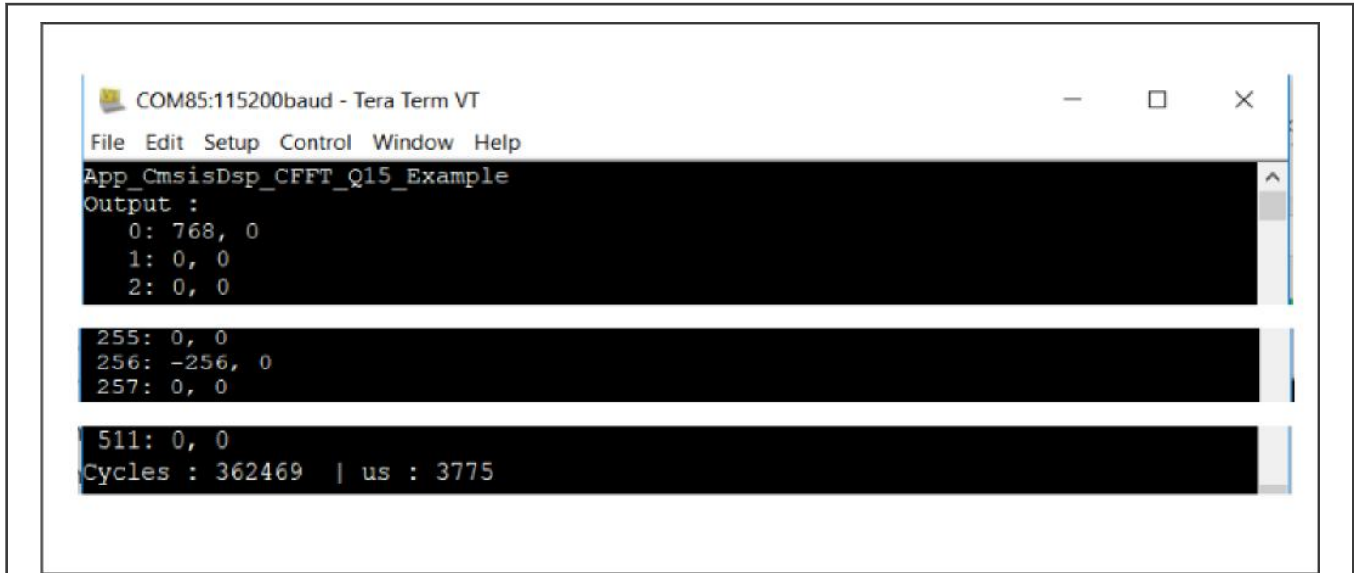 COM85:115200baud - Tera Term VT
File Edit Setup Control Window Help
App_CmsisDsp_CFFT_Q15_Example
Output :
0: 768, 0
1: 0, 0
2: 0, 0
255: 0, 0
256: -256, 0
257: 0, 0
511: 0, 0
Cycles : 362469 | us : 3775